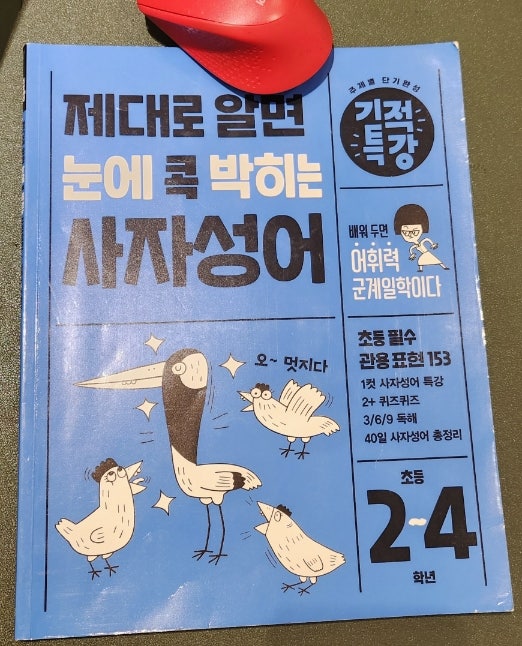 제대로 알면
눈에 콕 박히는
사자성어
주제별 단기완성
기적
특강
배워 두면
어휘력
군계일학이다
초등 필수
관용 표현 153
1컷 사자성어 특강
2+ 퀴즈퀴즈
3/6/9 독해
40일 사자성어 총정리
오~ 멋지다
초등
2-4
학년